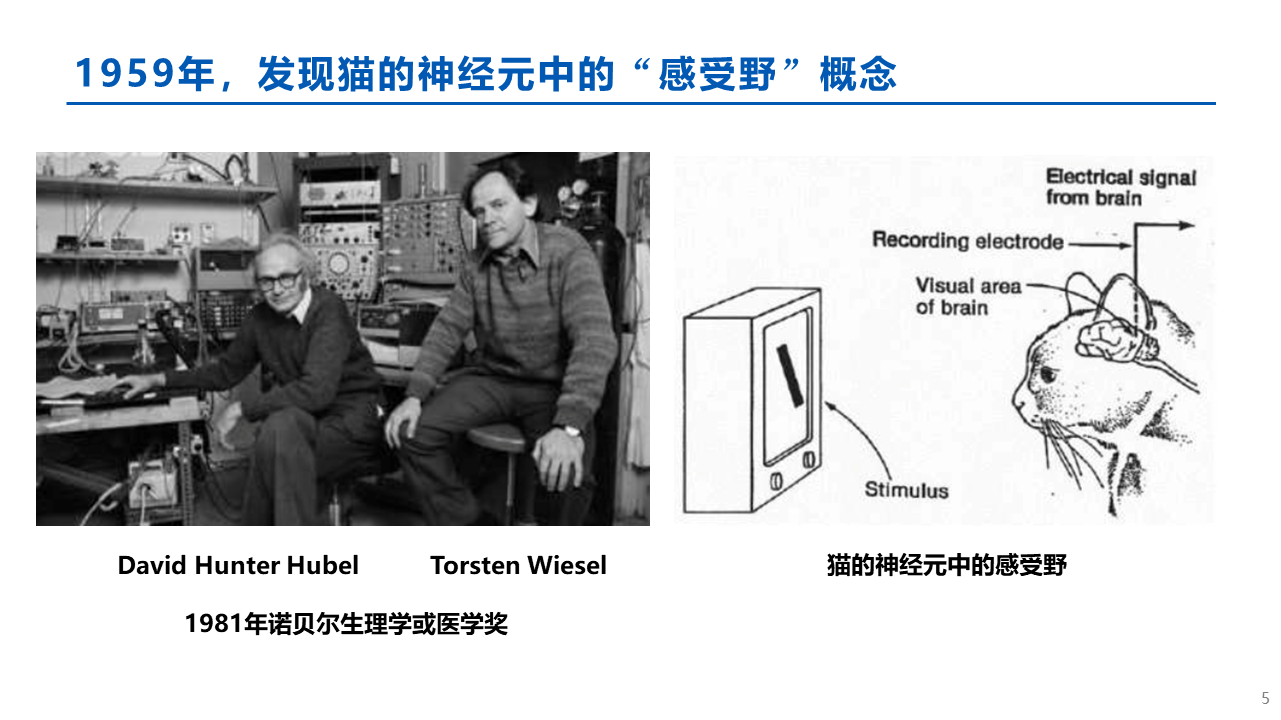 1959年，发现猫的神经元中的“感受野”概念
Electrical signal
from brain
Recording electrode
Visual area
of brain
Stimulus
David Hunter Hubel
Torsten Wiesel
猫的神经元中的感受野
1981年诺贝尔生理学或医学奖
5